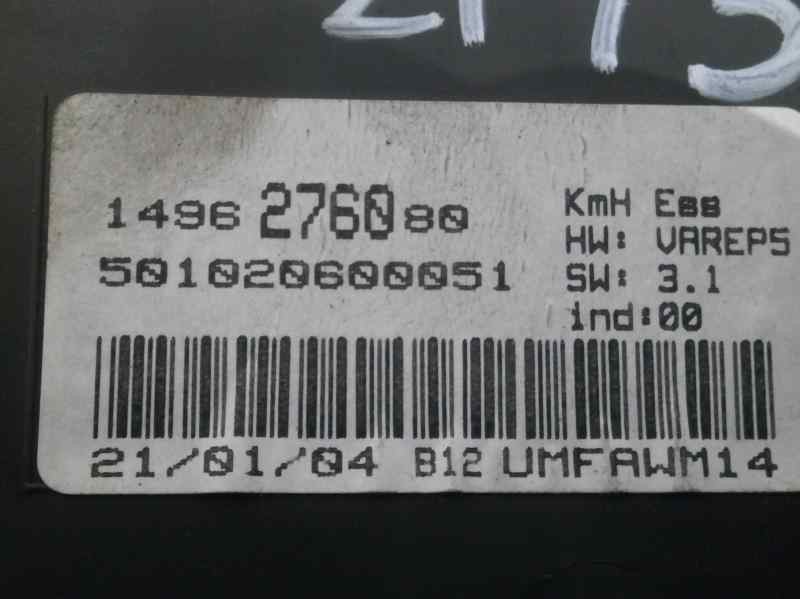 1496 2760 80
501020600051
KmH Ess
HW: VAREP5
SW: 3.1
ind:00
21/01/04 B12 UMFAWM14